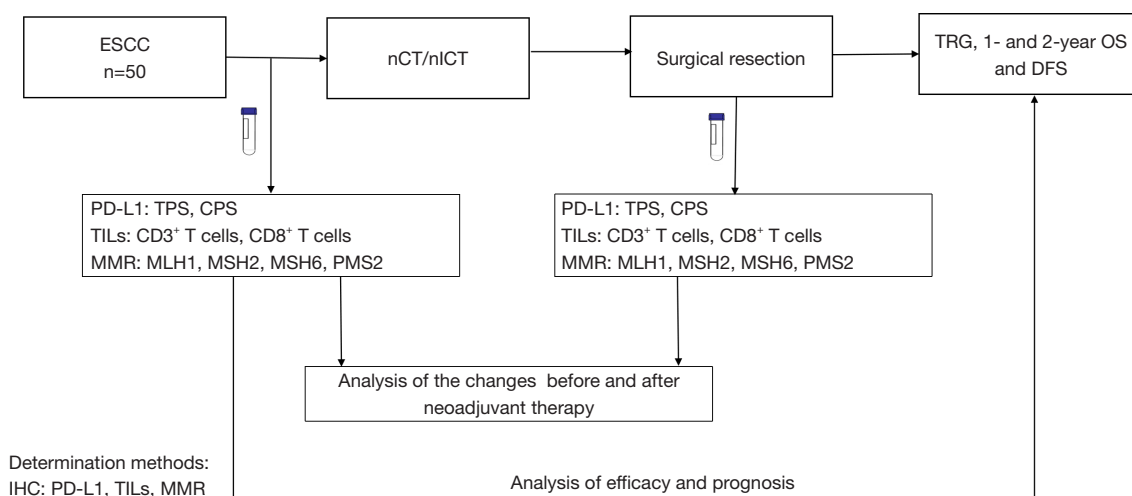 ESCC
n=50
nCT/nICT
Surgical resection
TRG, 1- and 2-year OS
and DFS
PD-L1: TPS, CPS
TILs: CD3⁺ T cells, CD8⁺ T cells
MMR: MLH1, MSH2, MSH6, PMS2
PD-L1: TPS, CPS
TILs: CD3⁺ T cells, CD8⁺ T cells
MMR: MLH1, MSH2, MSH6, PMS2
Analysis of the changes before and after
neoadjuvant therapy
Determination methods:
IHC: PD-L1, TILs, MMR
Analysis of efficacy and prognosis